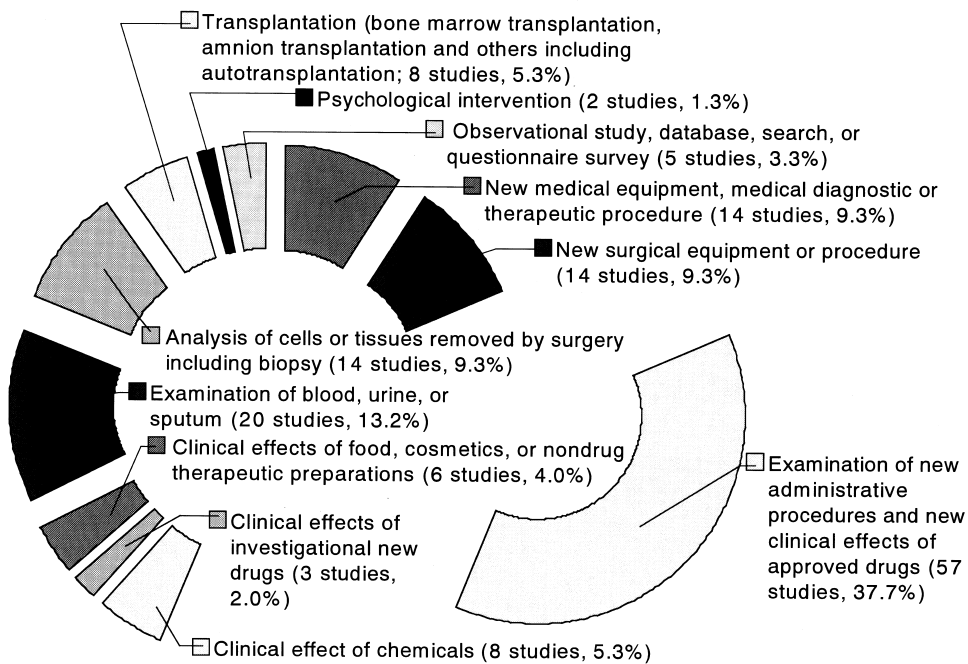 Transplantation (bone marrow transplantation,
amnion transplantation and others including
autotransplantation; 8 studies, 5.3%)
Psychological intervention (2 studies, 1.3%)
Observational study, database, search, or
questionnaire survey (5 studies, 3.3%)
New medical equipment, medical diagnostic or
therapeutic procedure (14 studies, 9.3%)
New surgical equipment or procedure
(14 studies, 9.3%)
Analysis of cells or tissues removed by surgery
including biopsy (14 studies, 9.3%)
Examination of blood, urine, or
sputum (20 studies, 13.2%)
Clinical effects of food, cosmetics, or nondrug
therapeutic preparations (6 studies, 4.0%)
Examination of new
administrative
procedures and new
clinical effects of
approved drugs (57
studies, 37.7%)
Clinical effects of
investigational new
drugs (3 studies,
2.0%)
Clinical effect of chemicals (8 studies, 5.3%)